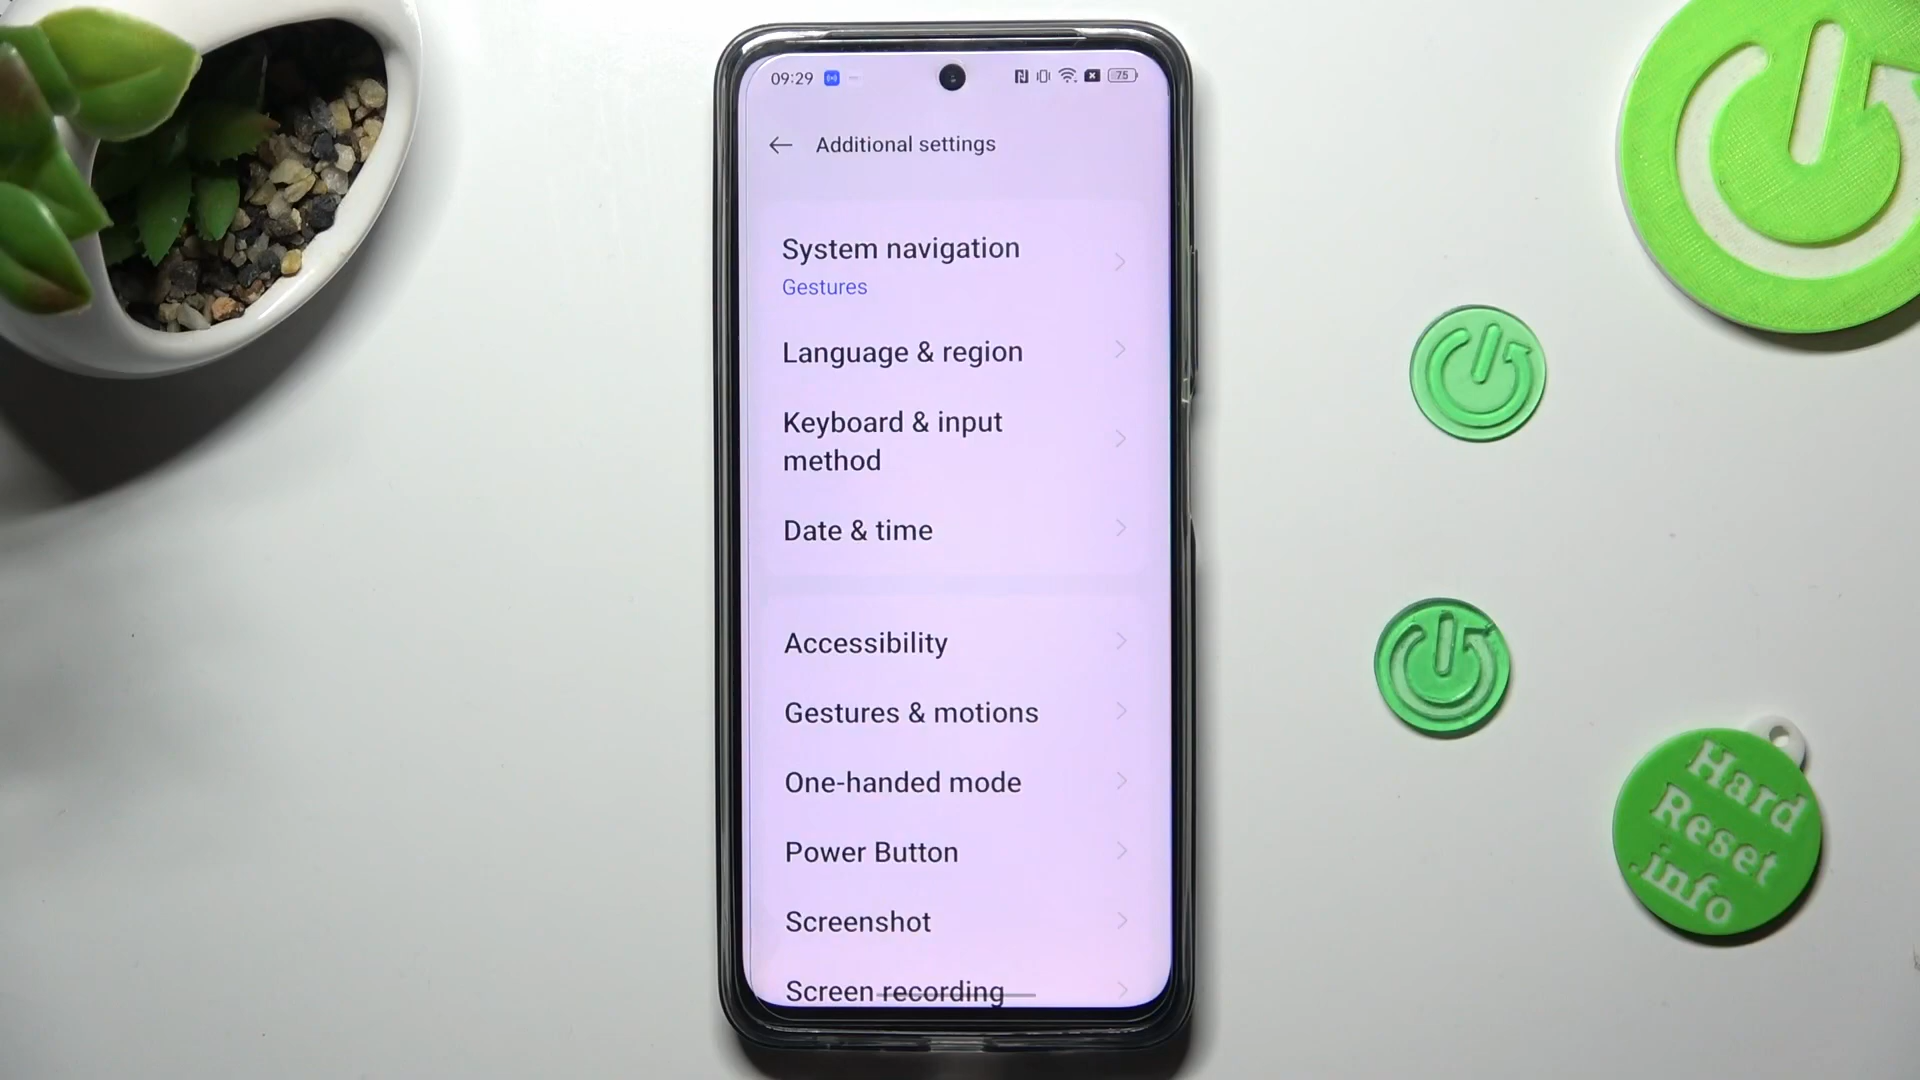 09:29
75
Additional settings
System navigation
Gestures
Language & region
Keyboard & input
method
Date & time
Accessibility
Gestures & motions
One-handed mode
Power Button
Screenshot
Screen recording
Hard
Reset
.info